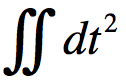 ∬ dt²